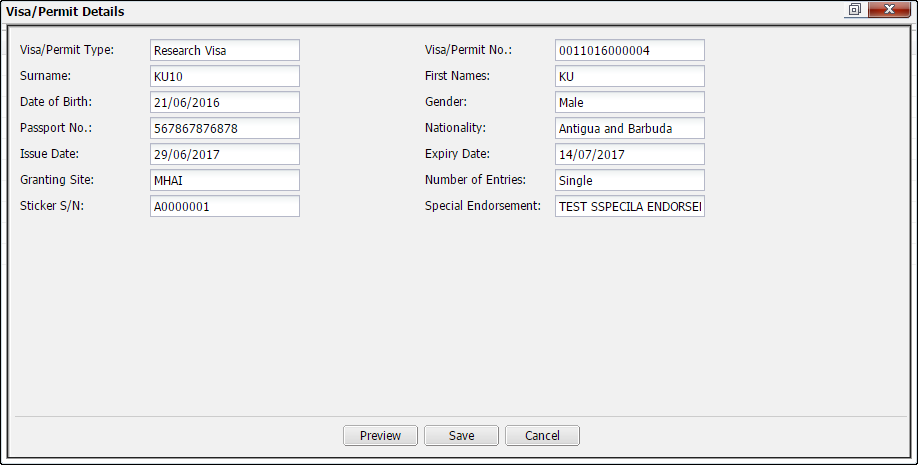 Visa/Permit Details
Visa/Permit Type: Research Visa Visa/Permit No.: 0011016000004
Surname: KU10 First Names: KU
Date of Birth: 21/06/2016 Gender: Male
Passport No.: 567867876878 Nationality: Antigua and Barbuda
Issue Date: 29/06/2017 Expiry Date: 14/07/2017
Granting Site: MHAI Number of Entries: Single
Sticker S/N: A0000001 Special Endorsement: TEST SSPECILA ENDORSE
Preview Save Cancel